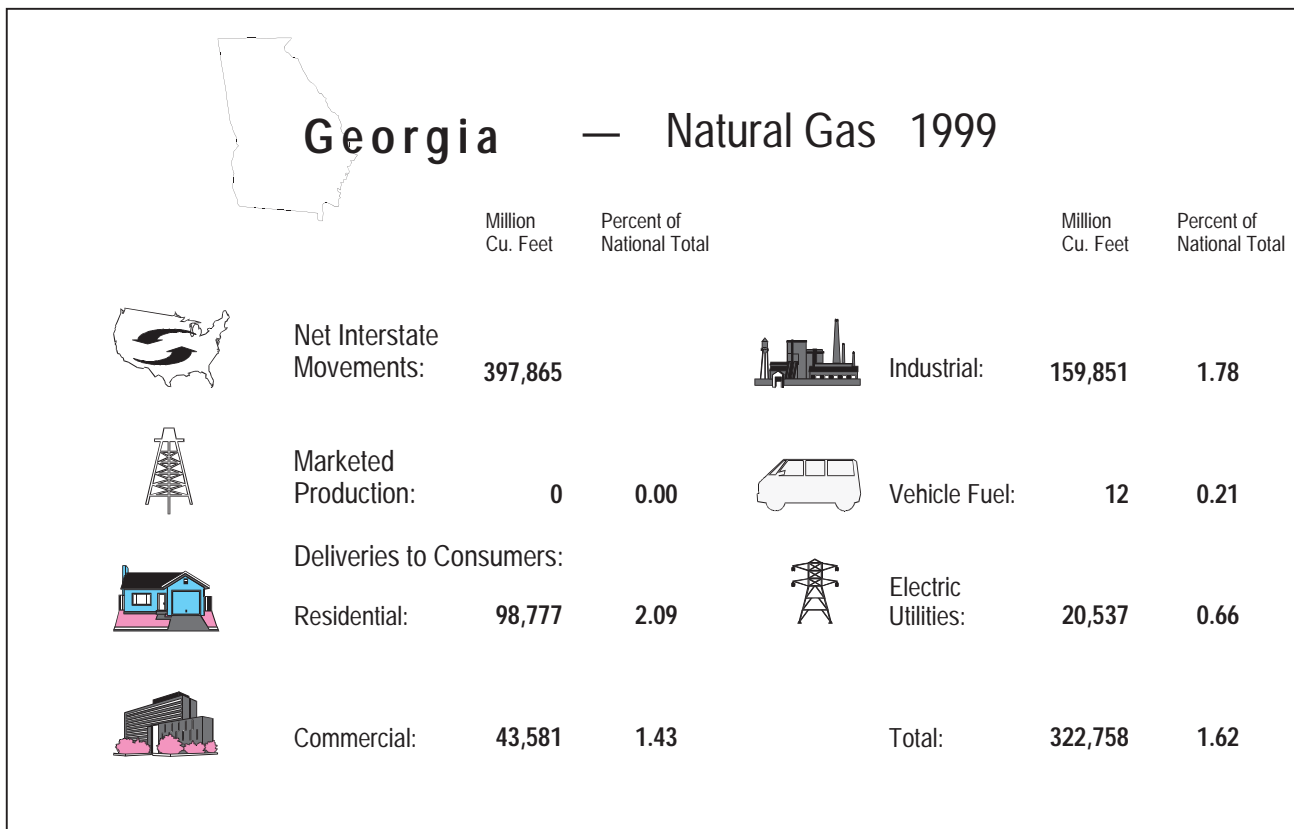 Georgia — Natural Gas 1999
Million
Cu. Feet
Percent of
National Total
Million
Cu. Feet
Percent of
National Total
Net Interstate
Movements: 397,865
Marketed
Production: 0 0.00
Deliveries to Consumers:
Residential: 98,777 2.09
Commercial: 43,581 1.43
Industrial: 159,851 1.78
Vehicle Fuel: 12 0.21
Electric
Utilities: 20,537 0.66
Total: 322,758 1.62